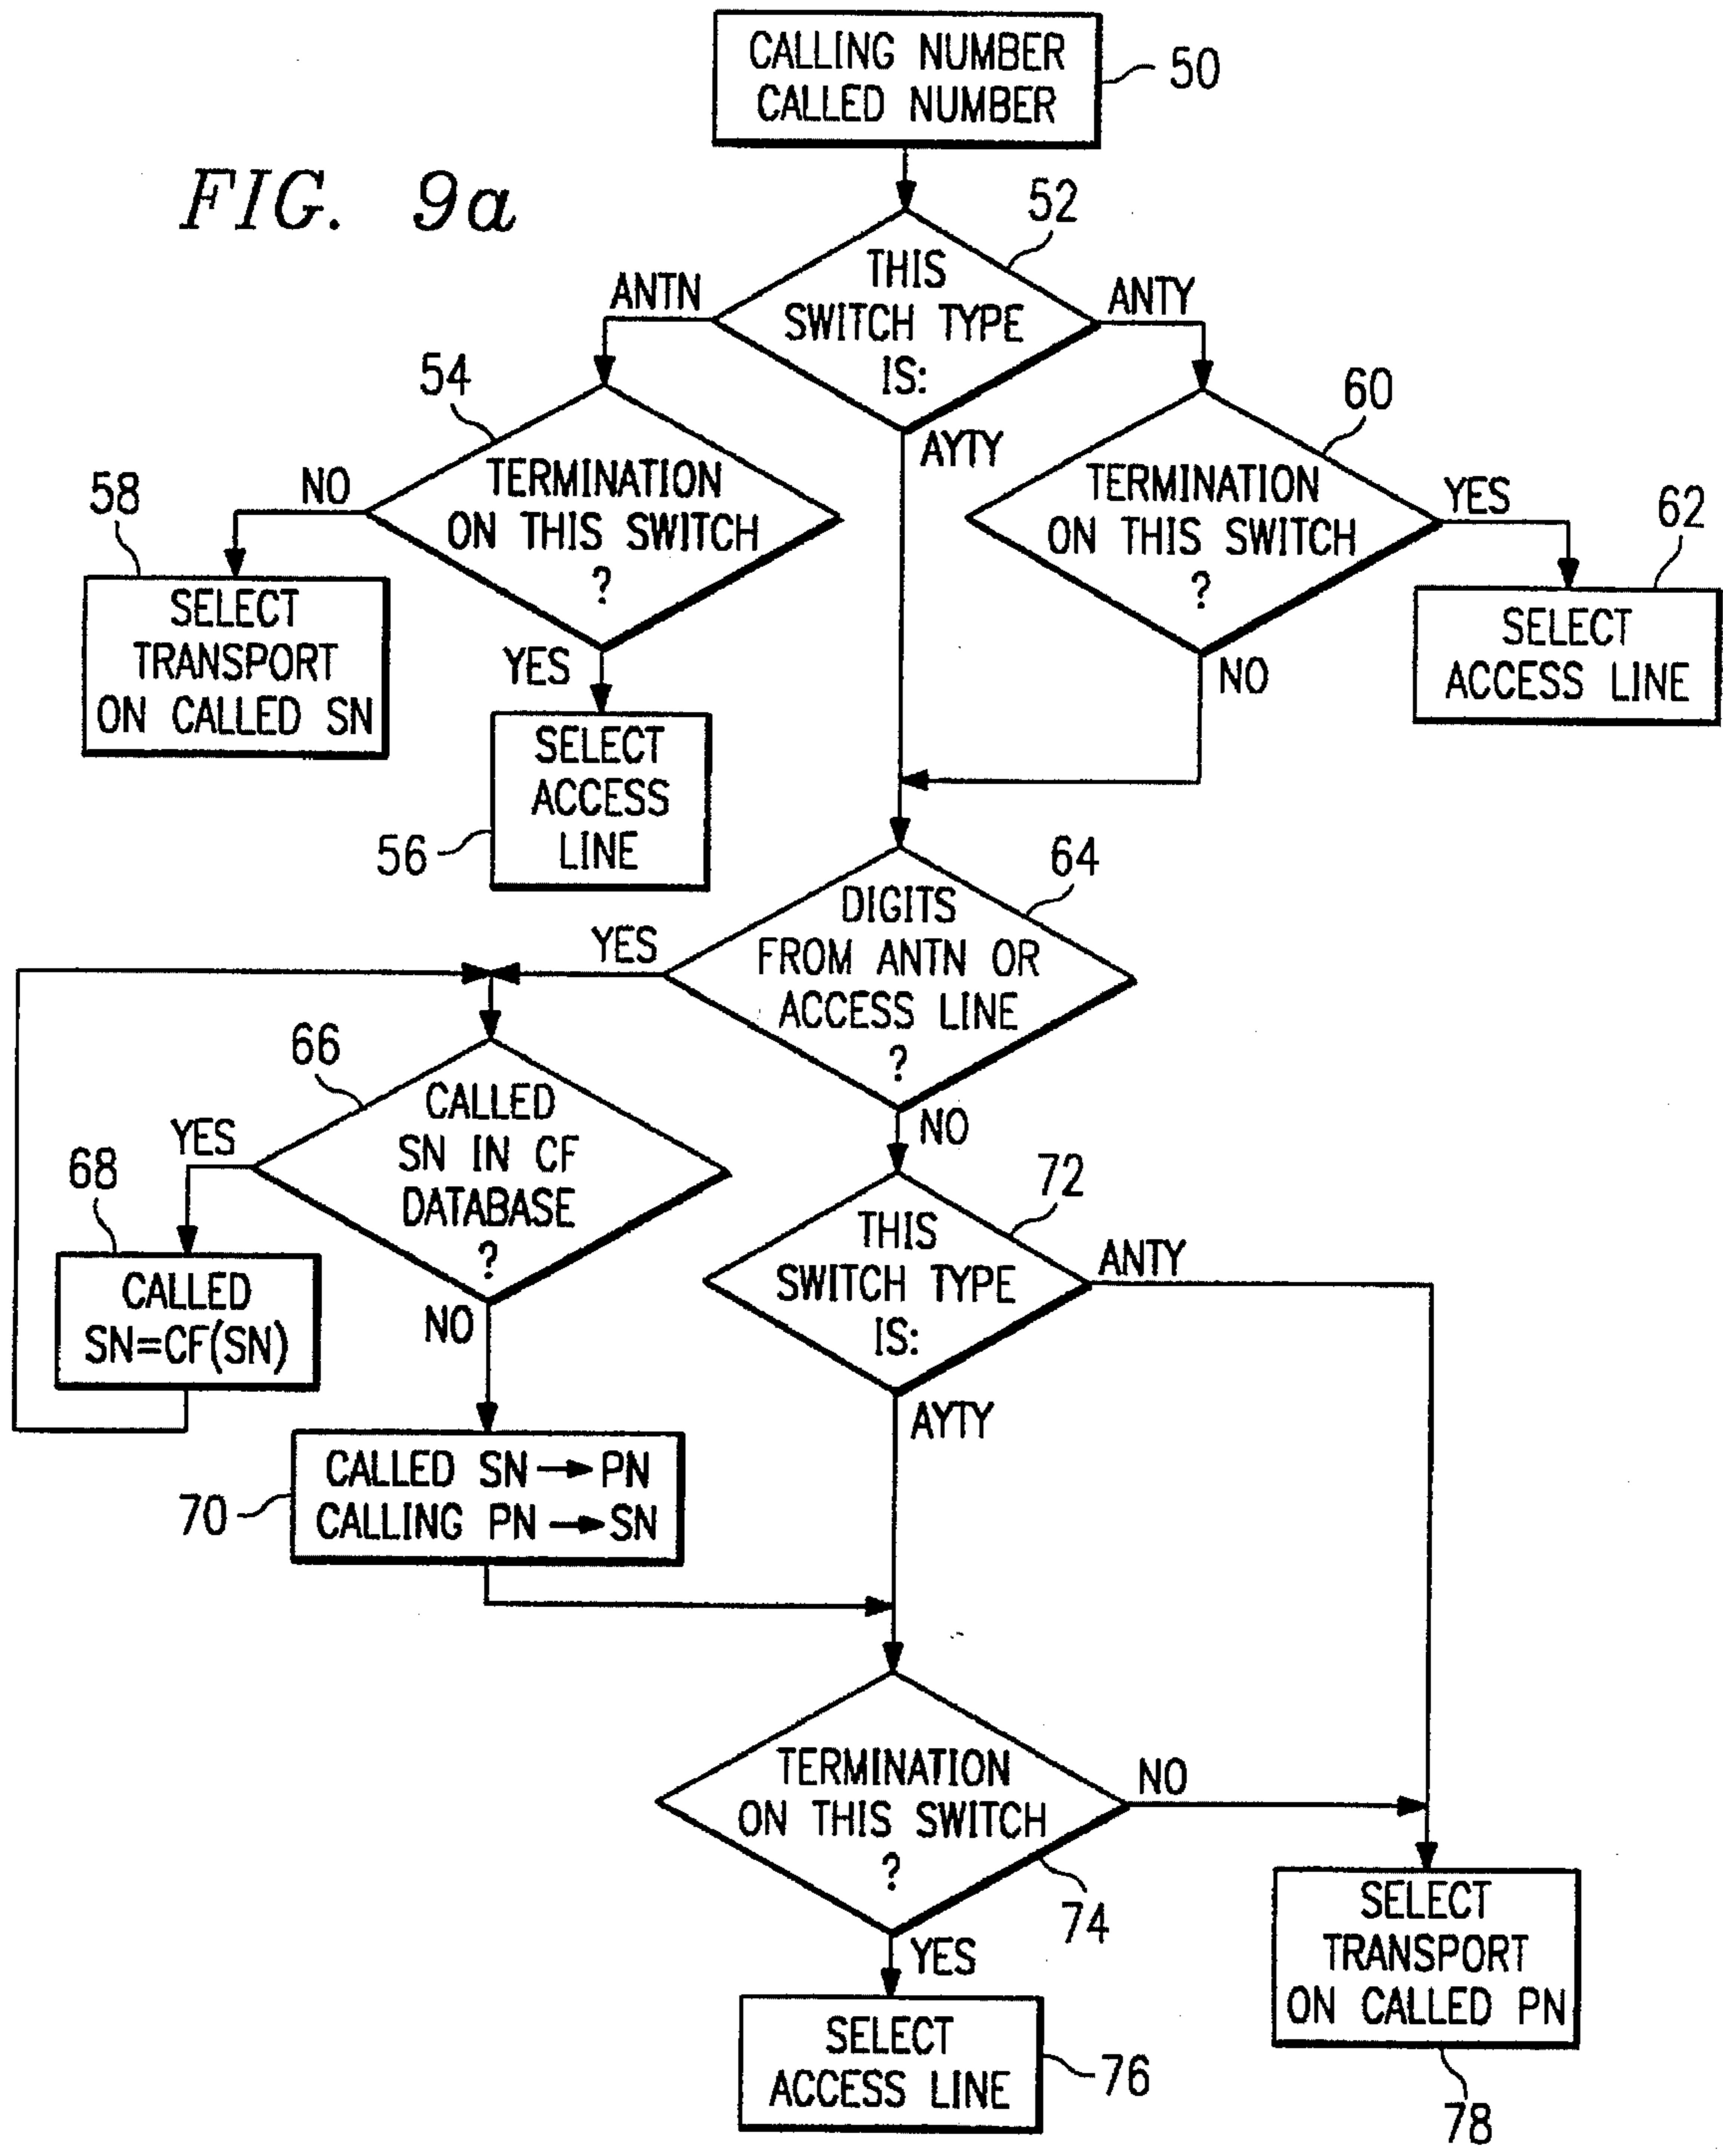 CALLING NUMBER
CALLED NUMBER
50
FIG. 9a
52
THIS
SWITCH TYPE
IS:
ANTN
ANTY
AYTY
54
TERMINATION
ON THIS SWITCH
?
NO
YES
60
TERMINATION
ON THIS SWITCH
?
YES
NO
58
SELECT
TRANSPORT
ON CALLED SN
62
SELECT
ACCESS LINE
SELECT
ACCESS
LINE
56
64
DIGITS
FROM ANTN OR
ACCESS LINE
?
YES
NO
66
CALLED
SN IN CF
DATABASE
?
YES
NO
68
CALLED
SN=CF(SN)
72
THIS
SWITCH TYPE
IS:
ANTY
AYTY
CALLED SN→PN
CALLING PN→SN
70
TERMINATION
ON THIS SWITCH
?
NO
74
YES
SELECT
ACCESS LINE
76
SELECT
TRANSPORT
ON CALLED PN
78